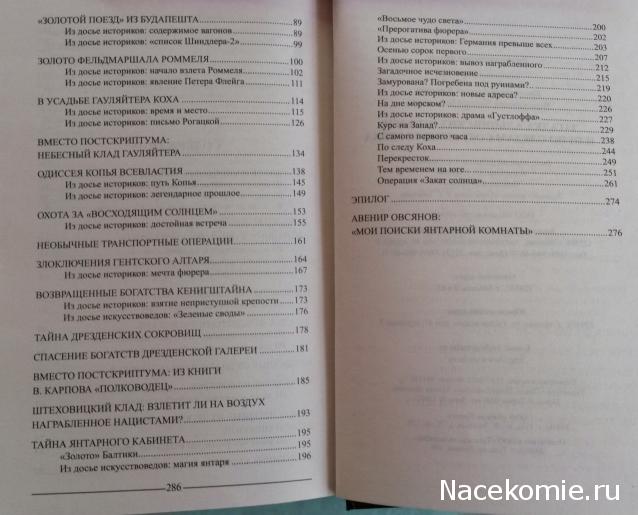 «ЗОЛОТОЙ ПОЕЗД» ИЗ БУДАПЕШТА 89
Из досье историков: содержимое вагонов 89
Из досье историков: «список Шиндлера-2» 99
ЗОЛОТО ФЕЛЬДМАРШАЛА РОММЕЛЯ 100
Из досье историков: начало взлета Роммеля 102
Из досье историков: явление Петера Флейга 111
В УСАДЬБЕ ГАУЛЯЙТЕРА КОХА 114
Из досье историков: время и место 115
Из досье историков: письмо Рогацкой 126
ВМЕСТО ПОСТСКРИПТУМА:
НЕБЕСНЫЙ КЛАД ГАУЛЯЙТЕРА 134
ОДИССЕЯ КОПЬЯ ВСЕВЛАСТИЯ 138
Из досье историков: путь Копья 145
Из досье историков: легендарное прошлое 149
ОХОТА ЗА «ВОСХОДЯЩИМ СОЛНЦЕМ» 153
Из досье историков: достойная встреча 155
НЕОБЫЧНЫЕ ТРАНСПОРТНЫЕ ОПЕРАЦИИ 161
ЗЛОКЛЮЧЕНИЯ ГЕНТСКОГО АЛТАРЯ 164
Из досье историков: мечта фюрера 167
ВОЗВРАЩЕННЫЕ БОГАТСТВА КЕНИГШТАЙНА 173
Из досье историков: взятие неприступной крепости 173
Из досье искусствоведов: «Зеленые своды» 176
ТАЙНА ДРЕЗДЕНСКИХ СОКРОВИЩ 178
СПАСЕНИЕ БОГАТСТВ ДРЕЗДЕНСКОЙ ГАЛЕРЕИ 181
ВМЕСТО ПОСТСКРИПТУМА: ИЗ КНИГИ
В. КАРПОВА «ПОЛКОВОДЕЦ» 185
ШТЕХОВИЦКИЙ КЛАД: ВЗЛЕТИТ ЛИ НА ВОЗДУХ
НАГРАБЛЕННОЕ НАЦИСТАМИ? 193
ТАЙНА ЯНТАРНОГО КАБИНЕТА 195
«Золото» Балтики 195
Из досье искусствоведов: магия янтаря 196
286
«Восьмое чудо света» 200
«Прерогатива фюрера» 202
Из досье историков: Германия превыше всех 203
Осенью сорок первого 207
Из досье историков: вывоз награбленного 212
Загадочное исчезновение 215
Замурована? Погребена под руинами? 219
Из досье историков: новые адреса? 220
На дне морском? 226
Из досье историков: драма «Густлоффа» 227
Курс на Запад? 229
С самого первого часа 238
По следу Коха 244
Перекресток 249
Тем временем на юге 251
Операция «Закат солнца» 261
ЭПИЛОГ 274
АВЕНИР ОВСЯНОВ:
«МОИ ПОИСКИ ЯНТАРНОЙ КОМНАТЫ» 276
Nacekomie.ru